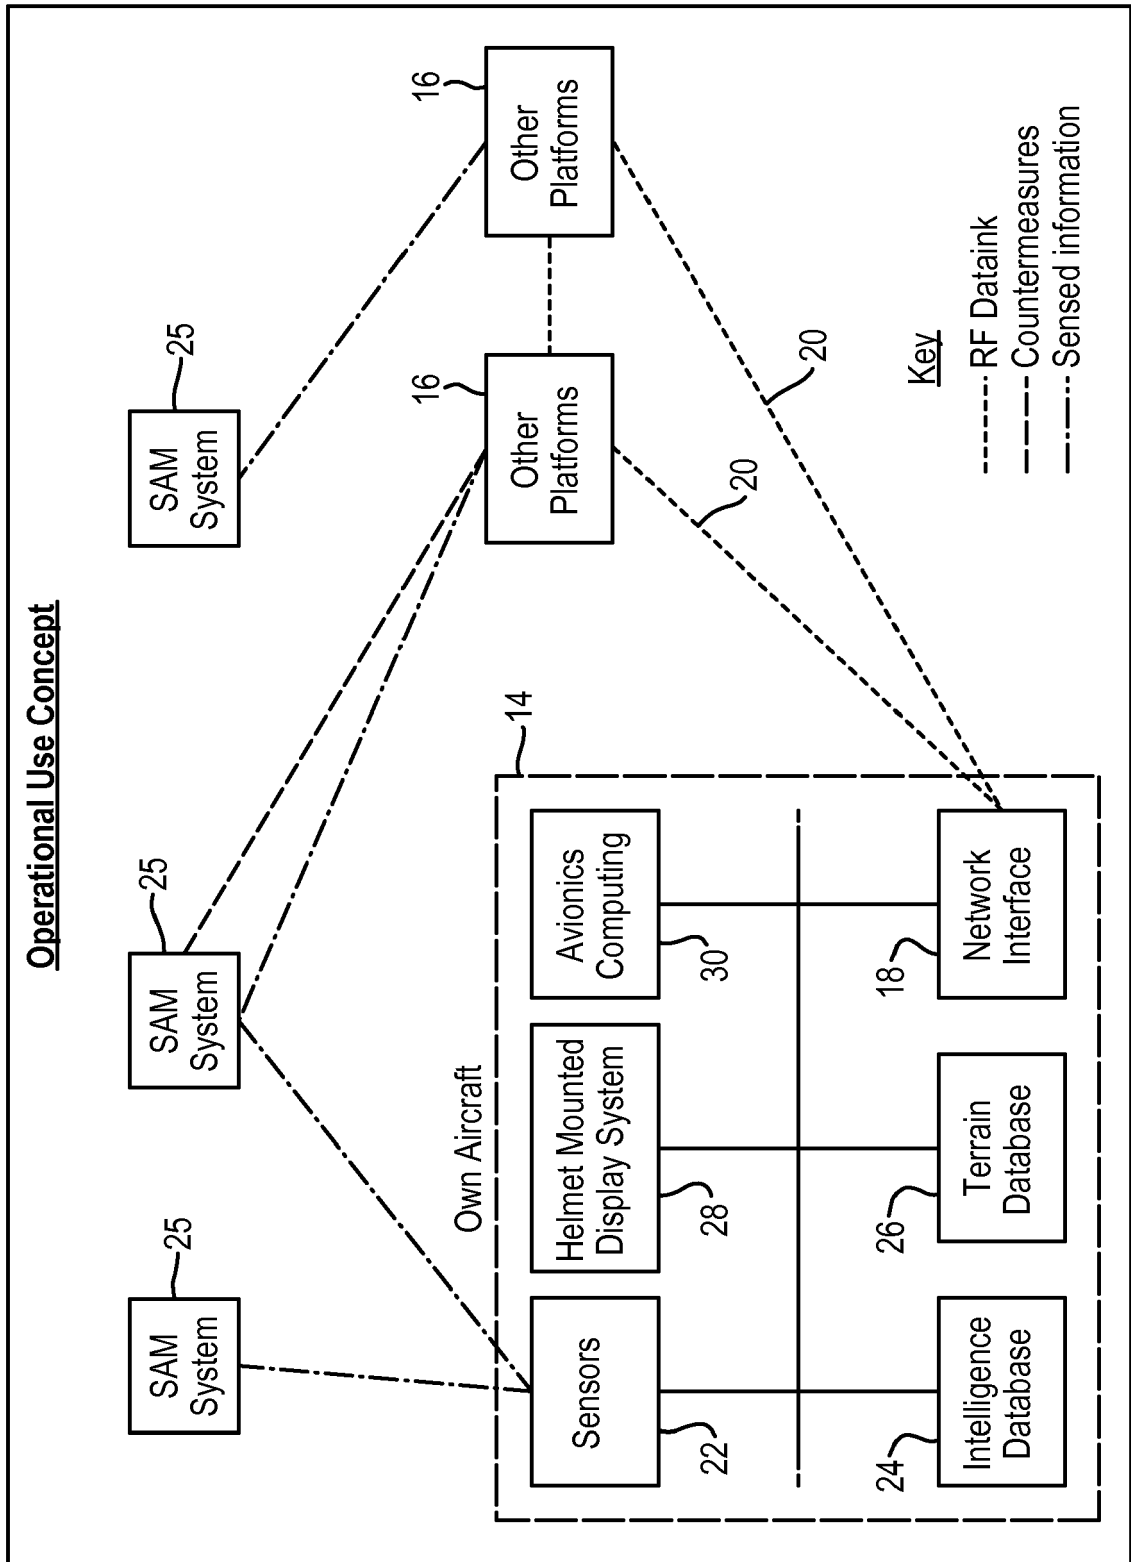 Operational Use Concept
SAM
System
25
SAM
System
25
SAM
System
25
Own Aircraft
14
Sensors
22
Helmet Mounted
Display System
28
Avionics
Computing
30
Intelligence
Database
24
Terrain
Database
26
Network
Interface
18
Other
Platforms
16
Other
Platforms
16
20
20
Key
RF Dataink
Countermeasures
Sensed information